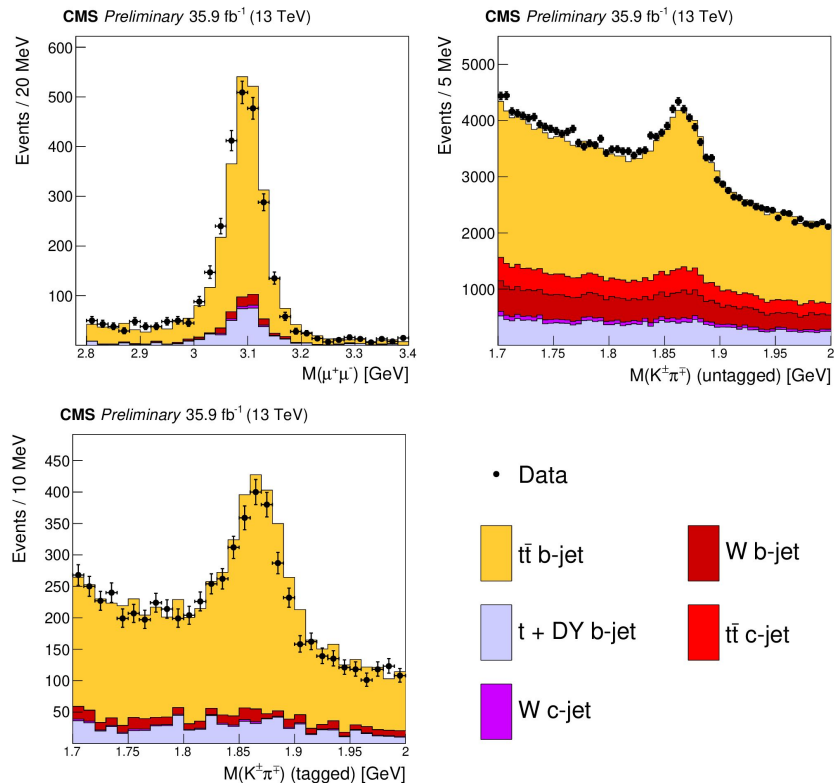 CMS Preliminary 35.9 fb⁻¹ (13 TeV)
Events / 20 MeV
600
500
400
300
200
100
2.8 2.9 3 3.1 3.2 3.3 3.4
M(μ⁺μ⁻) [GeV]
CMS Preliminary 35.9 fb⁻¹ (13 TeV)
Events / 5 MeV
5000
4000
3000
2000
1000
1.7 1.75 1.8 1.85 1.9 1.95 2
M(K±π∓) (untagged) [GeV]
CMS Preliminary 35.9 fb⁻¹ (13 TeV)
Events / 10 MeV
450
400
350
300
250
200
150
100
50
1.7 1.75 1.8 1.85 1.9 1.95 2
M(K±π∓) (tagged) [GeV]
Data
tt̄ b-jet
W b-jet
t + DY b-jet
tt̄ c-jet
W c-jet